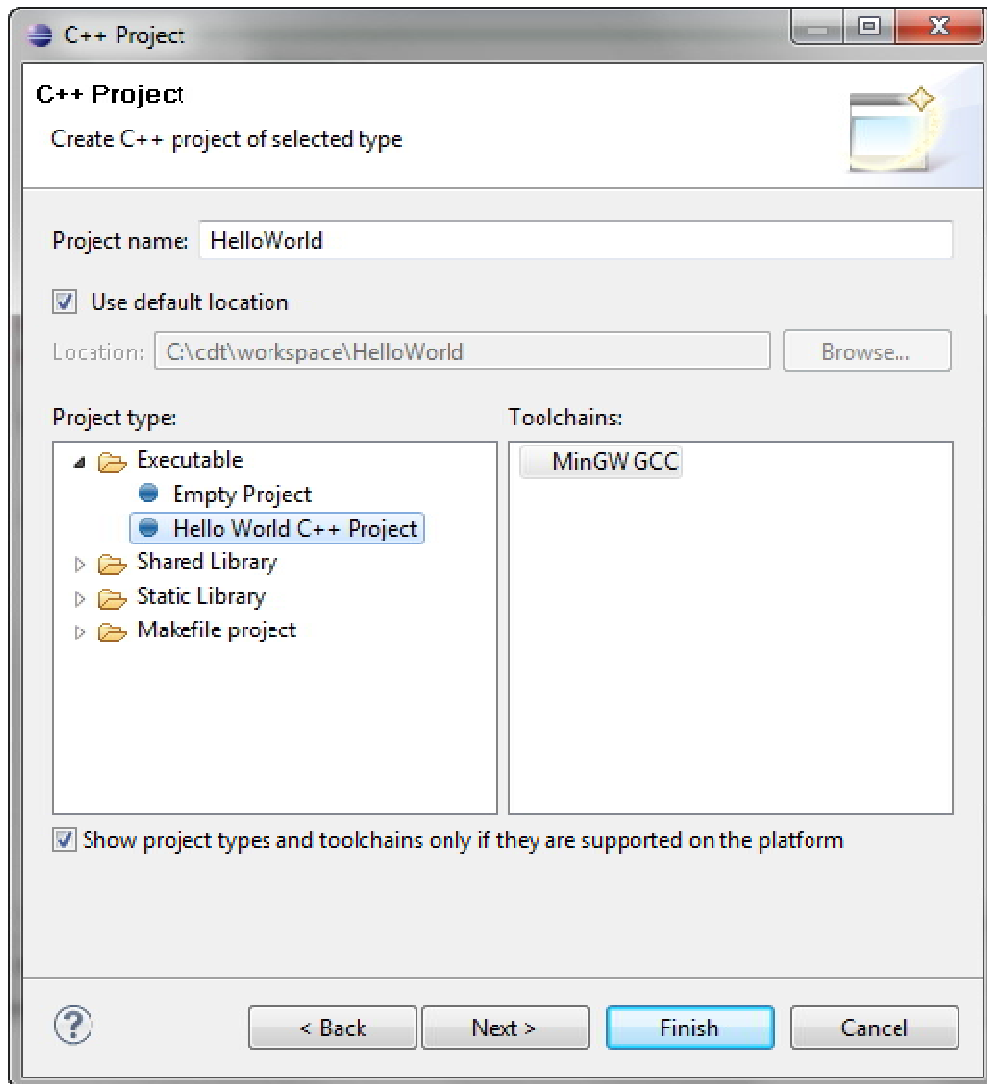 C++ Project
C++ Project
Create C++ project of selected type
Project name: HelloWorld
Use default location
Location: C:\cdt\workspace\HelloWorld Browse...
Project type: Toolchains:
Executable MinGW GCC
Empty Project
Hello World C++ Project
Shared Library
Static Library
Makefile project
Show project types and toolchains only if they are supported on the platform
? < Back Next > Finish Cancel